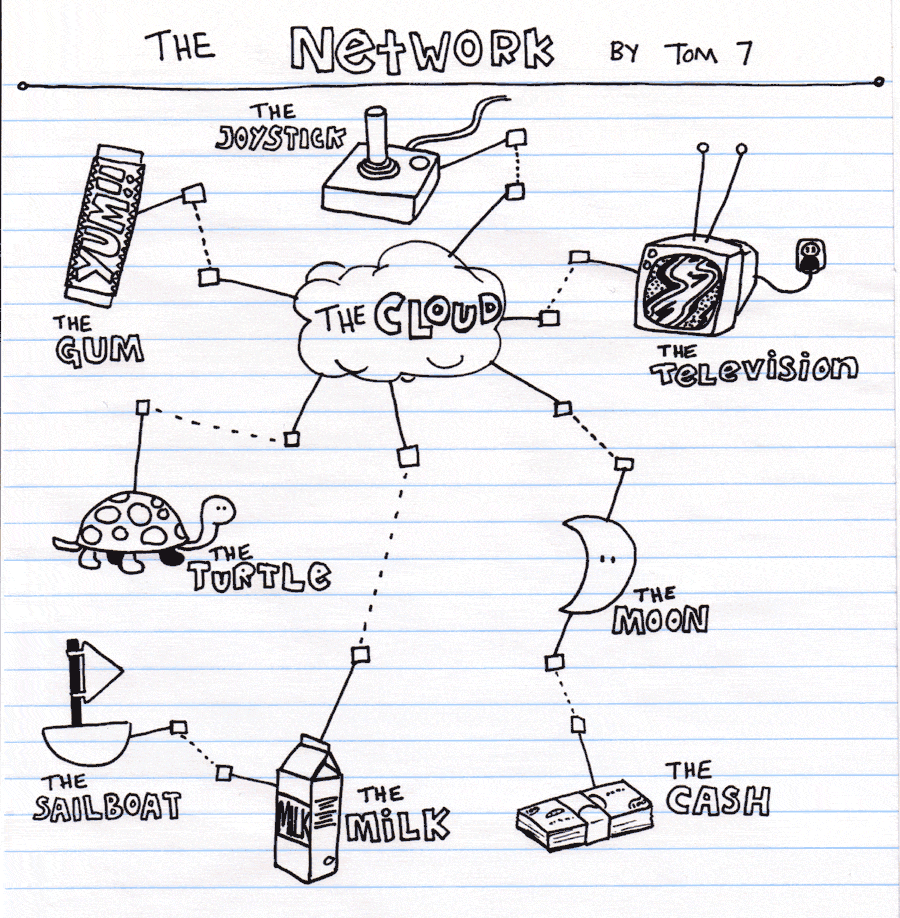 THE NETWORK BY TOM 7
THE
JOYSTICK
YUMII
THE
GUM
THE CLOUD
THE
TELEVISION
THE
TURTLE
THE
MOON
THE
SAILBOAT
MILK
THE
MILK
THE
CASH